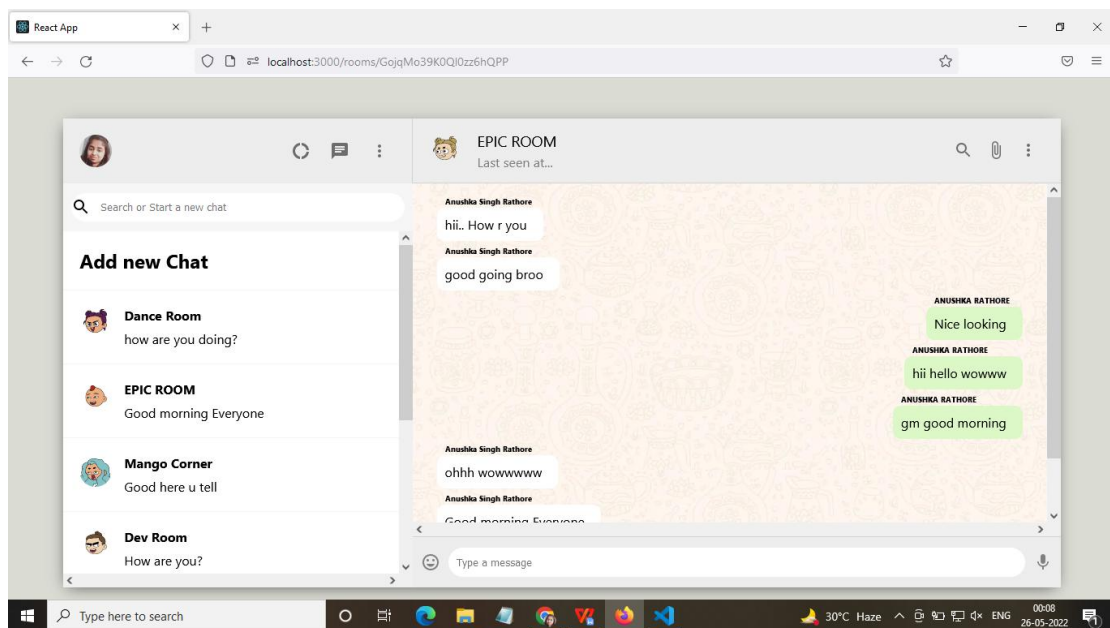 React App
localhost:3000/rooms/GojqMo39K0Ql0zz6hQPP
EPIC ROOM
Last seen at...
Search or Start a new chat
Add new Chat
Dance Room
how are you doing?
EPIC ROOM
Good morning Everyone
Mango Corner
Good here u tell
Dev Room
How are you?
Anushka Singh Rathore
hii.. How r you
Anushka Singh Rathore
good going broo
ANUSHKA RATHORE
Nice looking
ANUSHKA RATHORE
hii hello wowww
ANUSHKA RATHORE
gm good morning
Anushka Singh Rathore
ohhh wowwwww
Anushka Singh Rathore
Good morning Everyone
Type a message
Type here to search
30°C Haze
ENG
00:08
26-05-2022